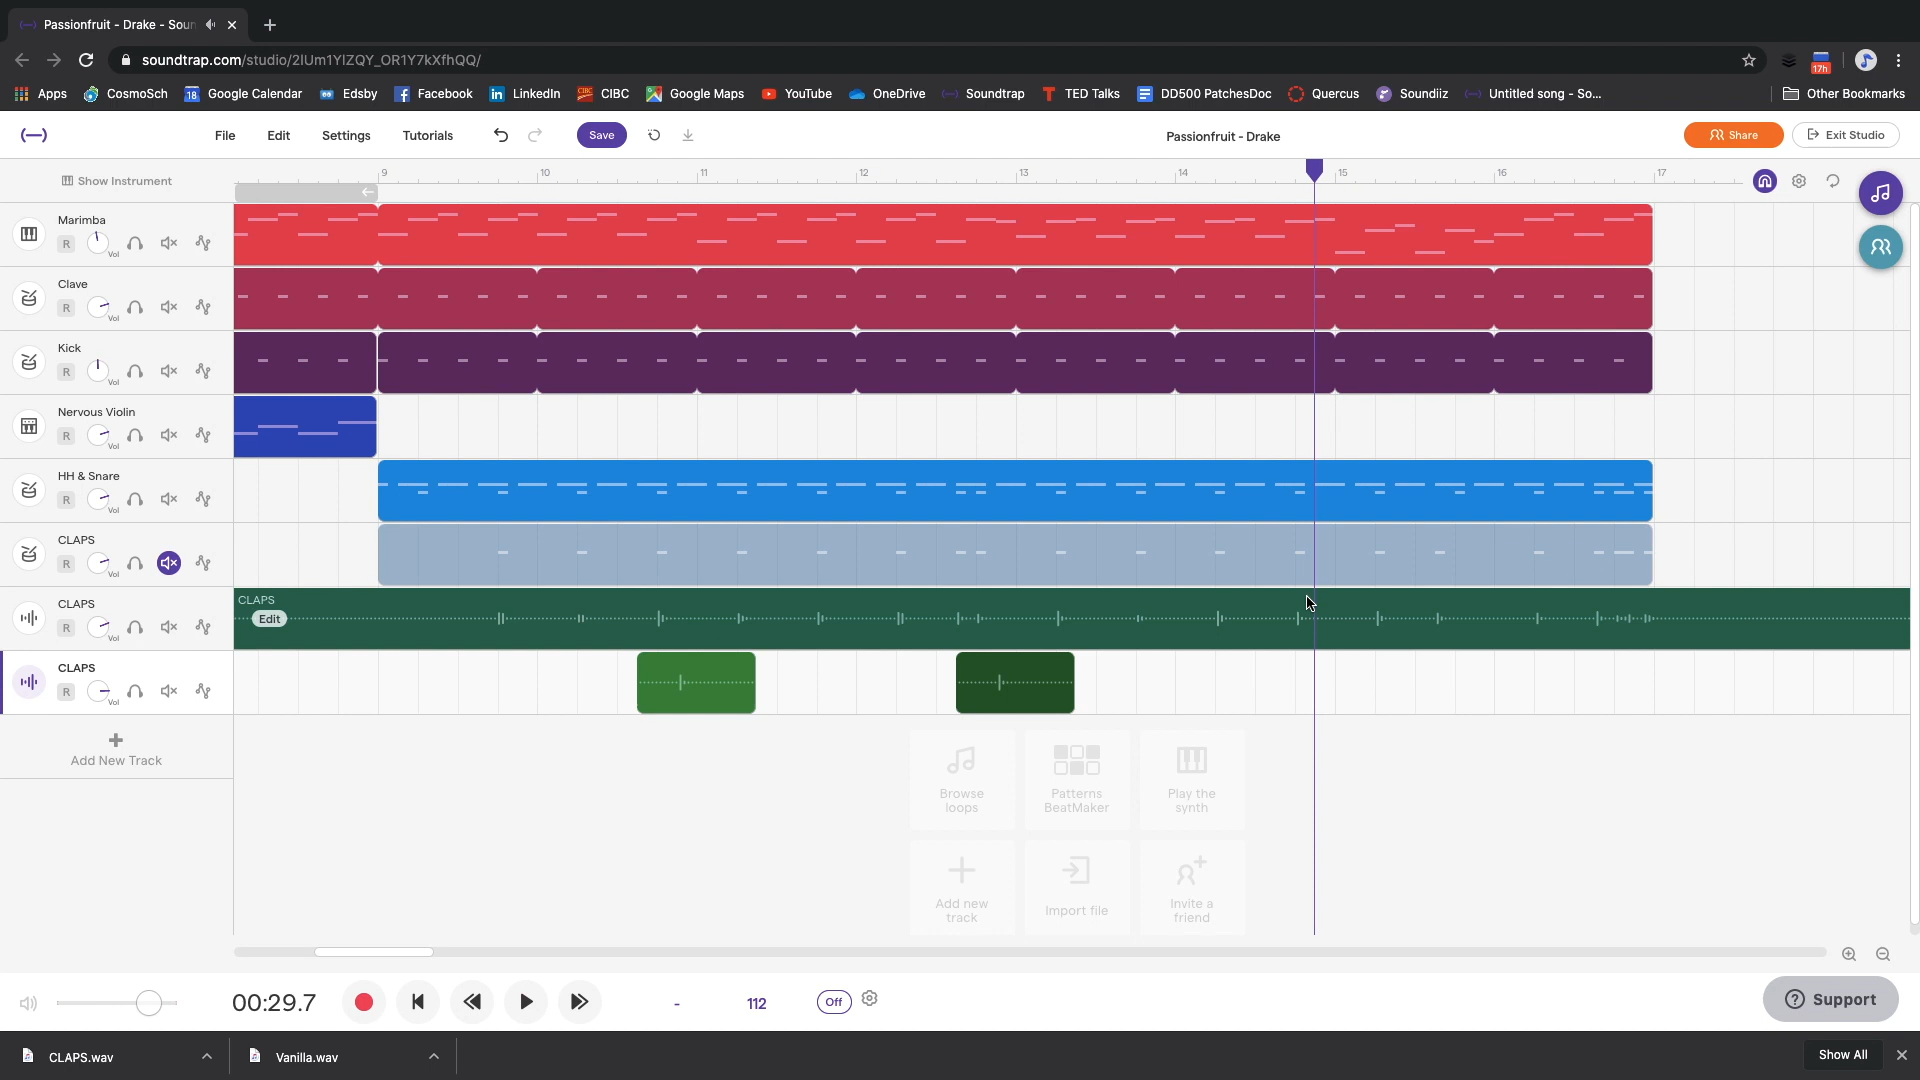 Passionfruit - Drake - Soun
soundtrap.com/studio/2IUm1YIZQY_OR1Y7kXfhQQ/
17h
Apps CosmoSch 18 Google Calendar Edsby Facebook LinkedIn CIBC Google Maps YouTube OneDrive Soundtrap TED Talks DD500 PatchesDoc Quercus Soundiiz Untitled song - So... Other Bookmarks
File Edit Settings Tutorials Save Passionfruit - Drake Share Exit Studio
Show Instrument 9 10 11 12 13 14 15 16 17
Marimba
R Vol
Clave
R Vol
Kick
R Vol
Nervous Violin
R Vol
HH & Snare
R Vol
CLAPS
R Vol
CLAPS CLAPS
R Vol Edit
CLAPS
R Vol
Add New Track
Browse
loops
Patterns
BeatMaker
Play the
synth
Add new
track
Import file
Invite a
friend
00:29.7 - 112 Off Support
CLAPS.wav Vanilla.wav Show All